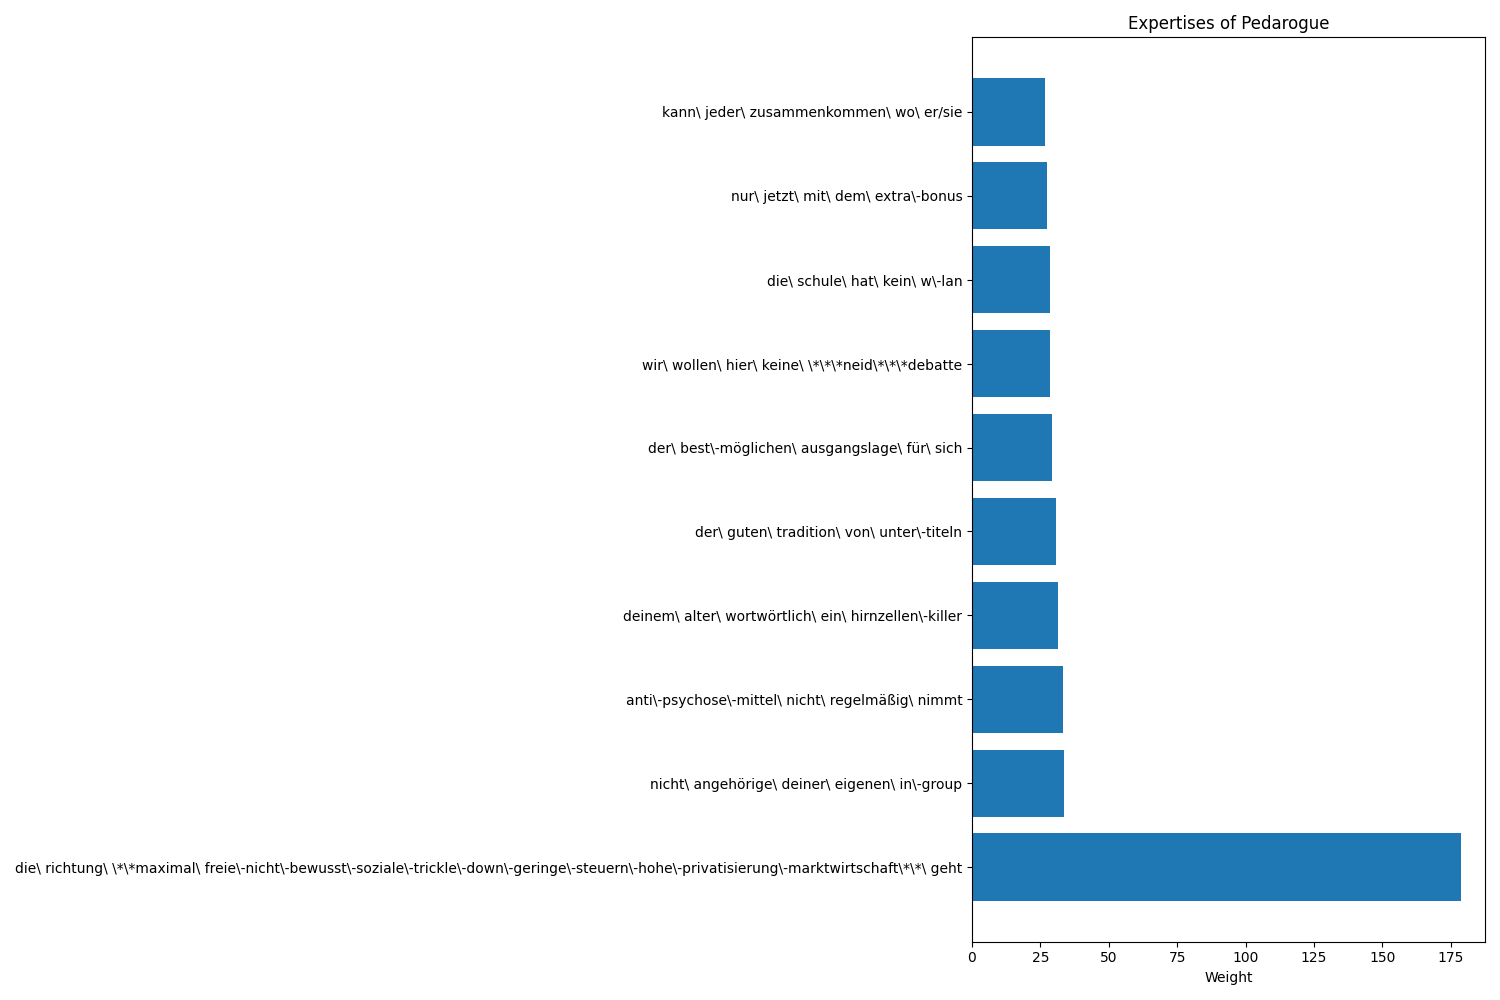 Expertises of Pedarogue
kann\ jeder\ zusammenkommen\ wo\ er/sie
nur\ jetzt\ mit\ dem\ extra\-bonus
die\ schule\ hat\ kein\ w\-lan
wir\ wollen\ hier\ keine\ \*\*\*neid\*\*\*debatte
der\ best\-möglichen\ ausgangslage\ für\ sich
der\ guten\ tradition\ von\ unter\-titeln
deinem\ alter\ wortwörtlich\ ein\ hirnzellen\-killer
anti\-psychose\-mittel\ nicht\ regelmäßig\ nimmt
nicht\ angehörige\ deiner\ eigenen\ in\-group
die\ richtung\ \*\*maximal\ freie\-nicht\-bewusst\-soziale\-trickle\-down\-geringe\-steuern\-hohe\-privatisierung\-marktwirtschaft\*\*\ geht
0 25 50 75 100 125 150 175
Weight